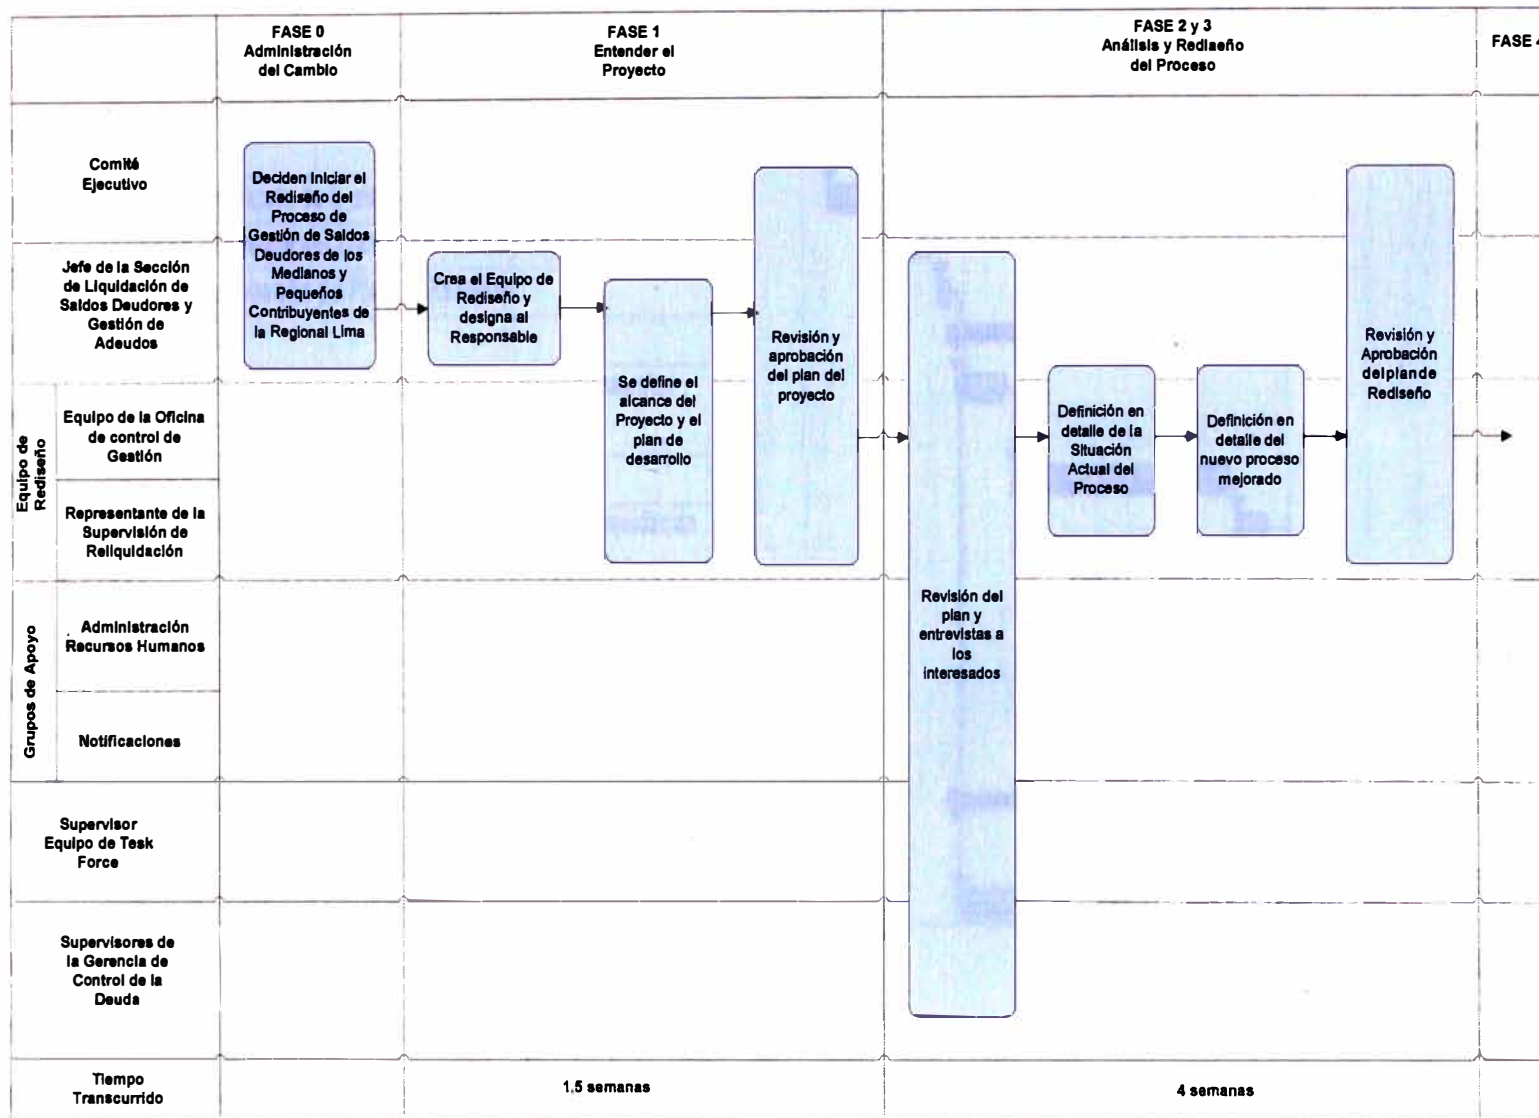 FASE 0
Administración
del Cambio
FASE 1
Entender el
Proyecto
FASE 2 y 3
Análisis y Rediseño
del Proceso
FASE 4
Comité
Ejecutivo
Jefe de la Sección
de Liquidación de
Saldos Deudores y
Gestión de
Adeudos
Equipo de
Rediseño
Equipo de la Oficina
de control de
Gestión
Representante de la
Supervisión de
Reliquidación
Grupos de Apoyo
Administración
Recursos Humanos
Notificaciones
Supervisor
Equipo de Tesk
Force
Supervisores de
la Gerencia de
Control de la
Deuda
Deciden Iniciar el
Rediseño del
Proceso de
Gestión de Saldos
Deudores de los
Medianos y
Pequeños
Contribuyentes de
la Regional Lima
Crea el Equipo de
Rediseño y
designa al
Responsable
Se define el
alcance del
Proyecto y el
plan de
desarrollo
Revisión y
aprobación
del plan del
proyecto
Revisión del
plan y
entrevistas a
los
interesados
Definición en
detalle de la
Situación
Actual del
Proceso
Definición en
detalle del
nuevo proceso
mejorado
Revisión y
Aprobación
del plan de
Rediseño
Tiempo
Transcurrido
1.5 semanas
4 semanas